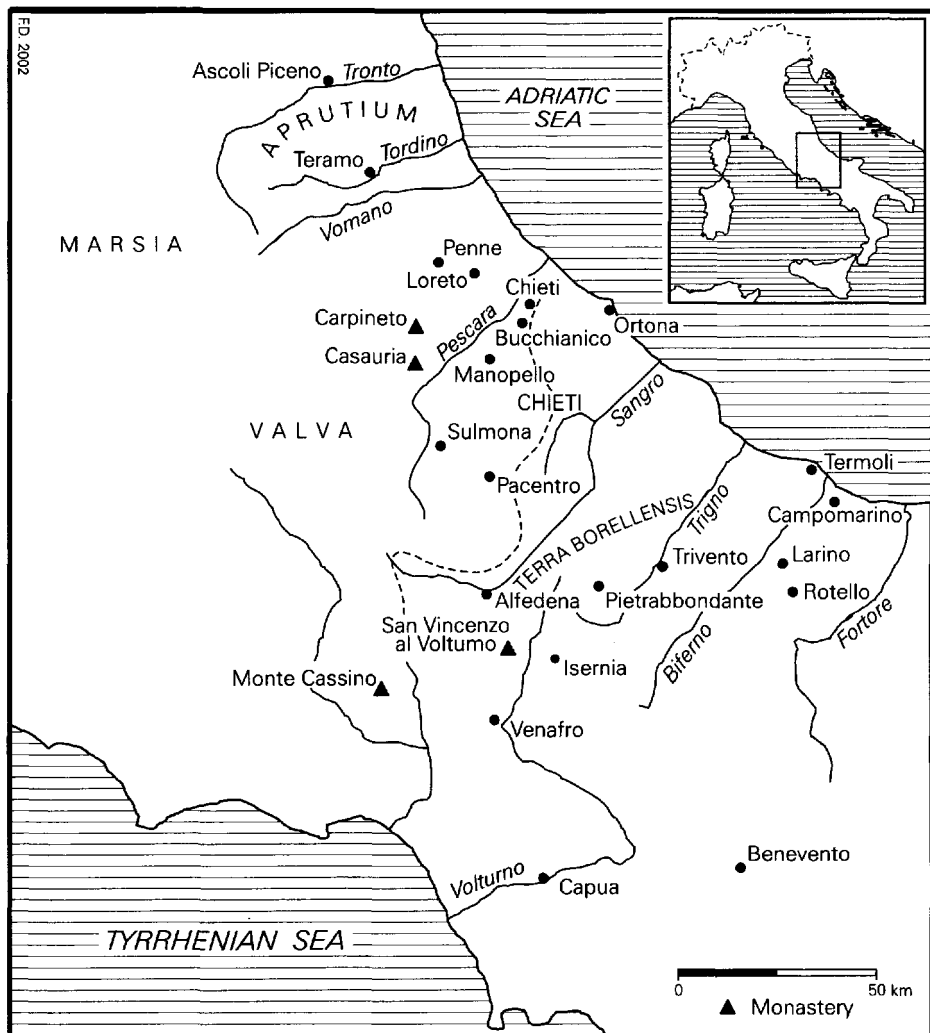 F.D. 2002
Ascoli Piceno
Tronto
ADRIATIC
SEA
APRUTIUM
Teramo
Tordino
Vomano
MARSIA
Penne
Loreto
Chieti
Carpineto
Pescara
Bucchianico
Ortona
Casauria
Manopello
CHIETI
Sangro
VALVA
Sulmona
Pacentro
Termoli
Campomarino
TERRA BORELLENSIS
Trigno
Trivento
Larino
Alfedena
Pietrabbondante
Rotello
Biferno
Fortore
San Vincenzo
al Voltumo
Isernia
Monte Cassino
Venafro
Benevento
Volturno
Capua
TYRRHENIAN SEA
0 50 km
Monastery